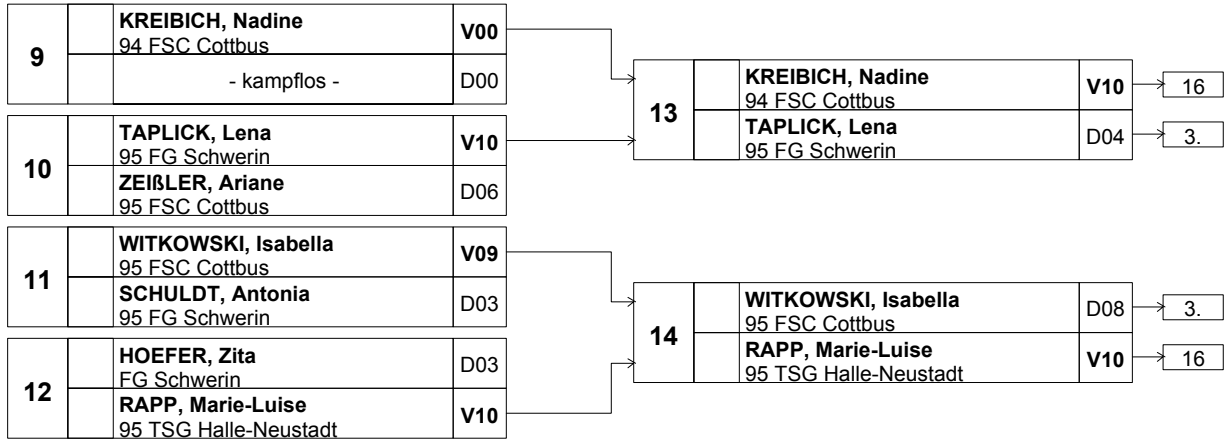 9
KREIBICH, Nadine
94 FSC Cottbus
V00
- kampflos -
D00
10
TAPLICK, Lena
95 FG Schwerin
V10
ZEIßLER, Ariane
95 FSC Cottbus
D06
11
WITKOWSKI, Isabella
95 FSC Cottbus
V09
SCHULDT, Antonia
95 FG Schwerin
D03
12
HOEFER, Zita
FG Schwerin
D03
RAPP, Marie-Luise
95 TSG Halle-Neustadt
V10
13
KREIBICH, Nadine
94 FSC Cottbus
V10
16
TAPLICK, Lena
95 FG Schwerin
D04
3.
14
WITKOWSKI, Isabella
95 FSC Cottbus
D08
3.
RAPP, Marie-Luise
95 TSG Halle-Neustadt
V10
16